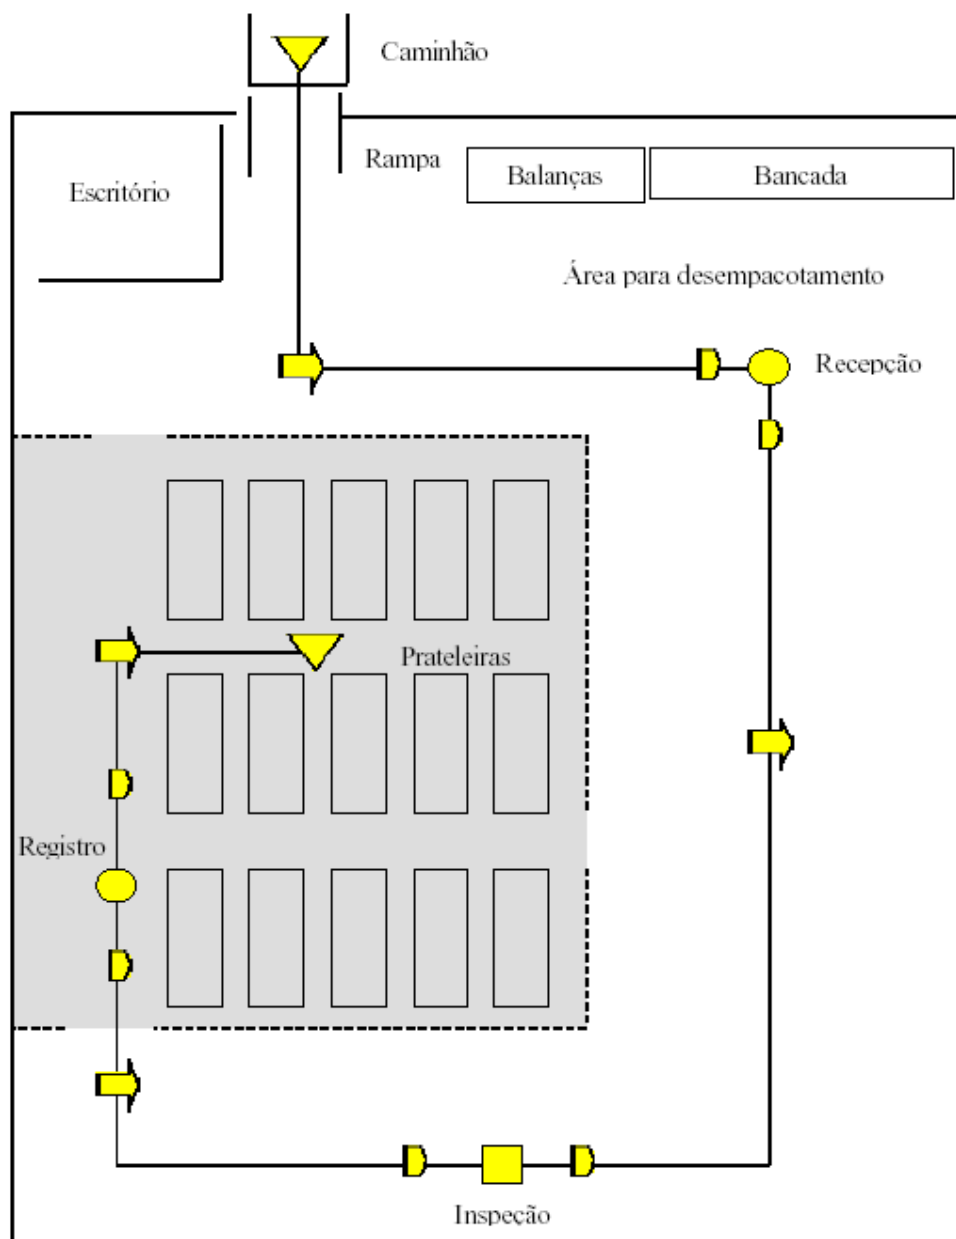 Caminhão
Rampa
Escritório
Balanças
Bancada
Área para desempacotamento
Recepção
Prateleiras
Registro
Inspeção